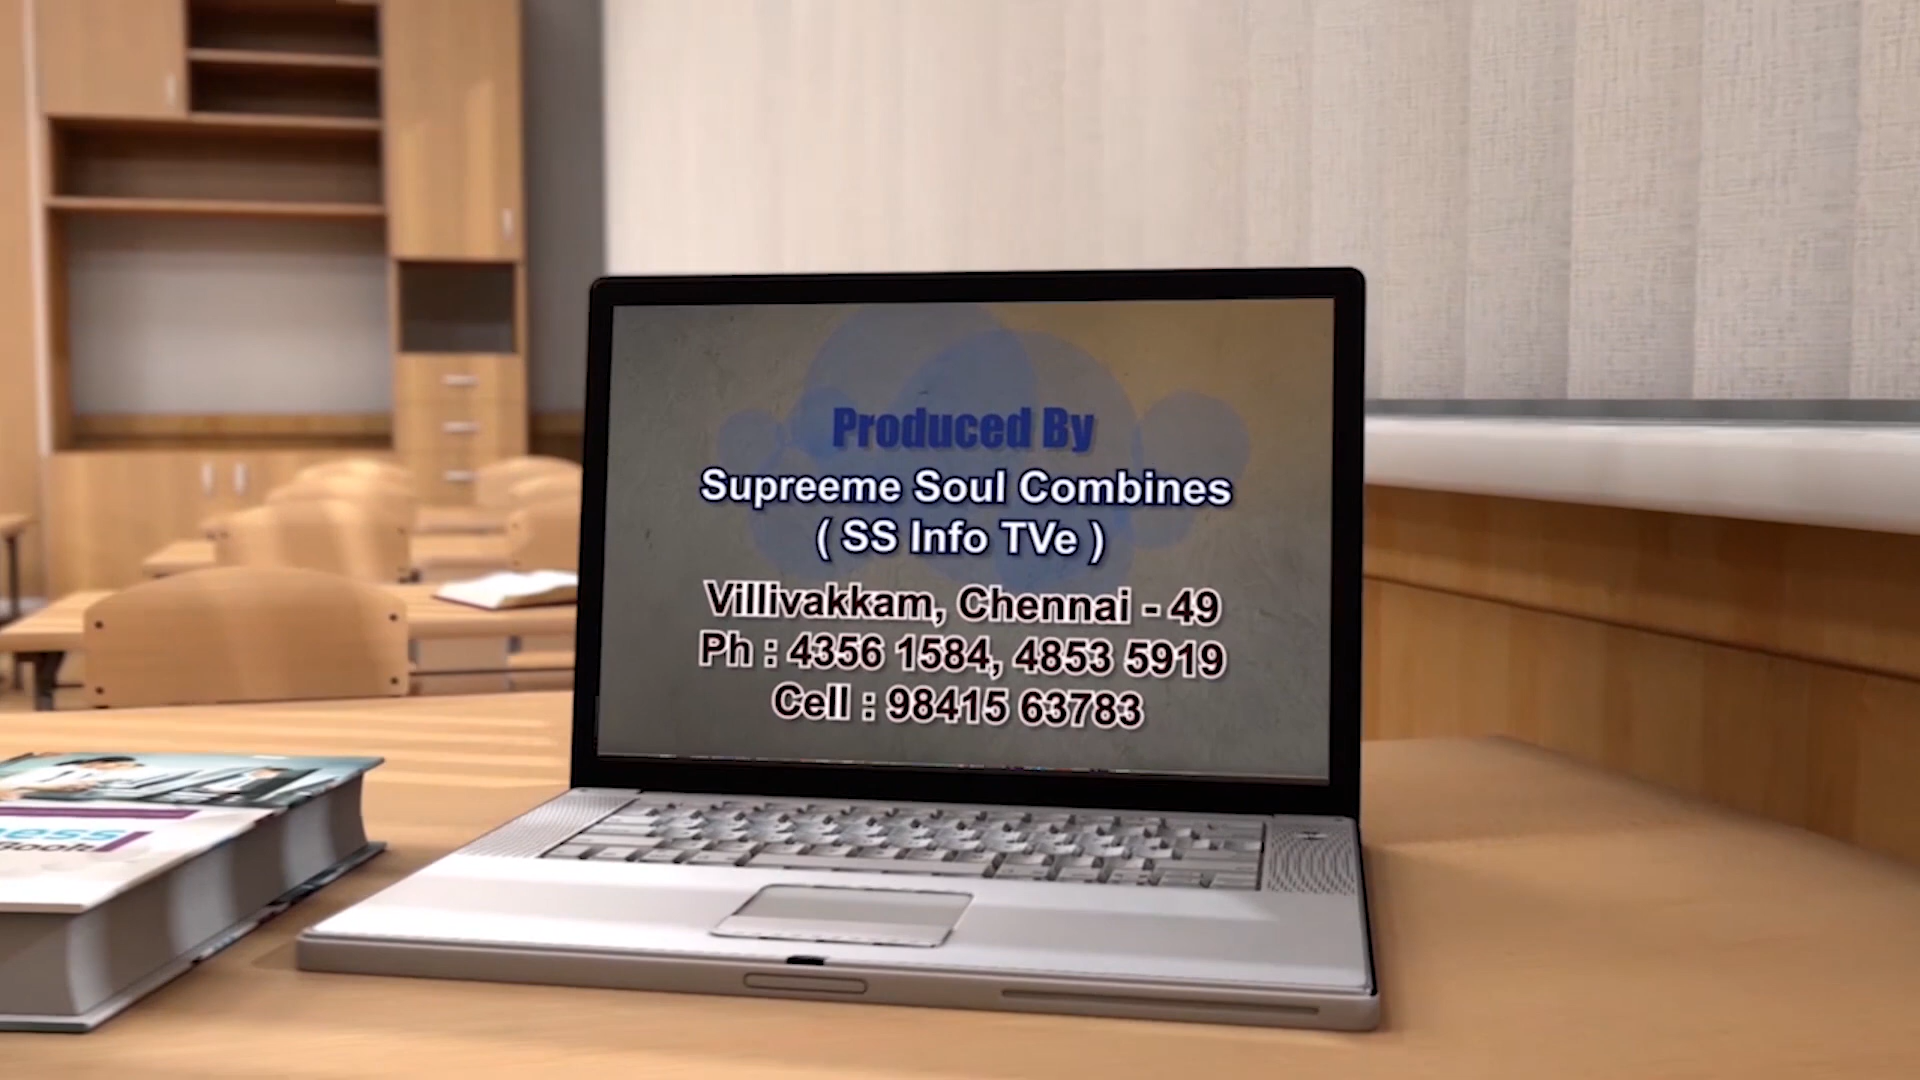 Produced By
Supreeme Soul Combines
( SS Info TVe )
Villivakkam, Chennai - 49
Ph : 4356 1584, 4853 5919
Cell : 98415 63783